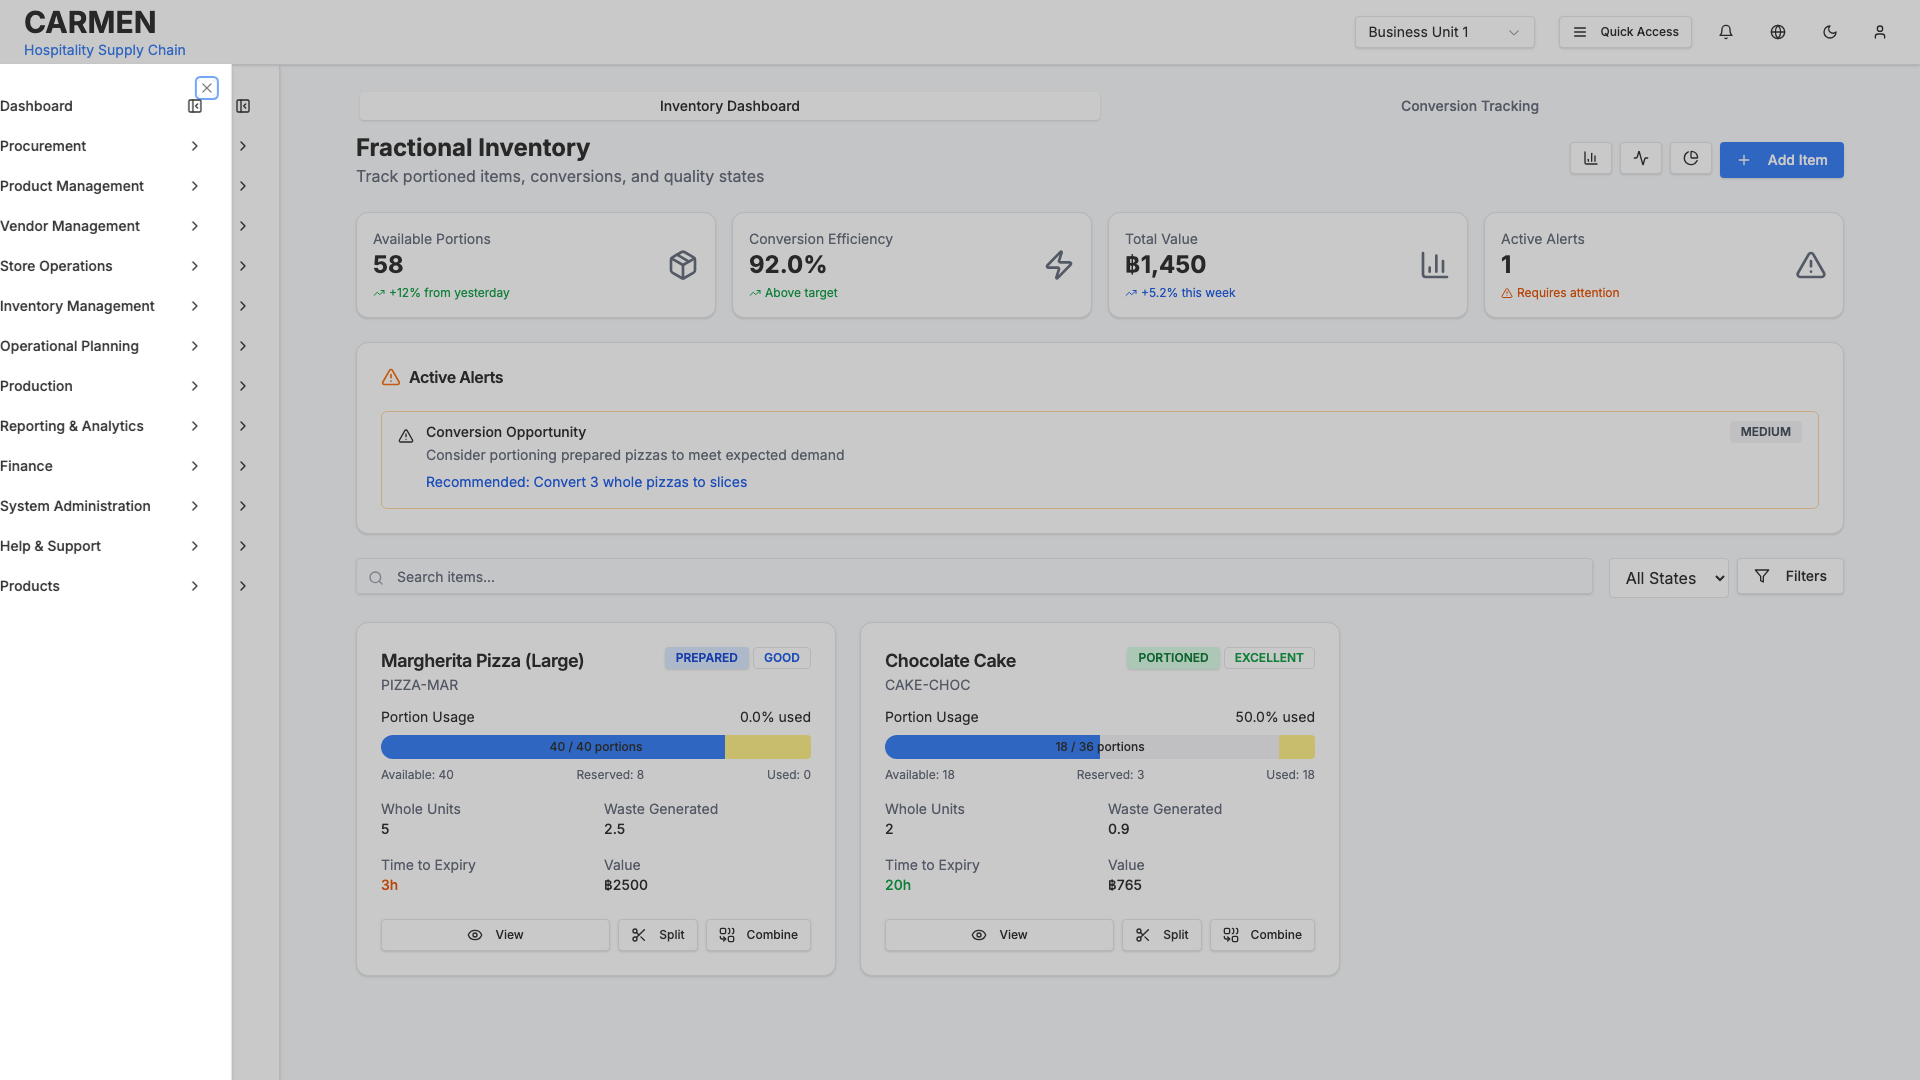 CARMEN
Hospitality Supply Chain
Business Unit 1
Quick Access
Dashboard
Procurement
Product Management
Vendor Management
Store Operations
Inventory Management
Operational Planning
Production
Reporting & Analytics
Finance
System Administration
Help & Support
Products
Inventory Dashboard
Conversion Tracking
Fractional Inventory
Track portioned items, conversions, and quality states
Add Item
Available Portions
58
+12% from yesterday
Conversion Efficiency
92.0%
Above target
Total Value
฿1,450
+5.2% this week
Active Alerts
1
Requires attention
Active Alerts
Conversion Opportunity
MEDIUM
Consider portioning prepared pizzas to meet expected demand
Recommended: Convert 3 whole pizzas to slices
Search items...
All States
Filters
Margherita Pizza (Large)
PREPARED
GOOD
PIZZA-MAR
Portion Usage
0.0% used
40 / 40 portions
Available: 40
Reserved: 8
Used: 0
Whole Units
5
Waste Generated
2.5
Time to Expiry
3h
Value
฿2500
View
Split
Combine
Chocolate Cake
PORTIONED
EXCELLENT
CAKE-CHOC
Portion Usage
50.0% used
18 / 36 portions
Available: 18
Reserved: 3
Used: 18
Whole Units
2
Waste Generated
0.9
Time to Expiry
20h
Value
฿765
View
Split
Combine